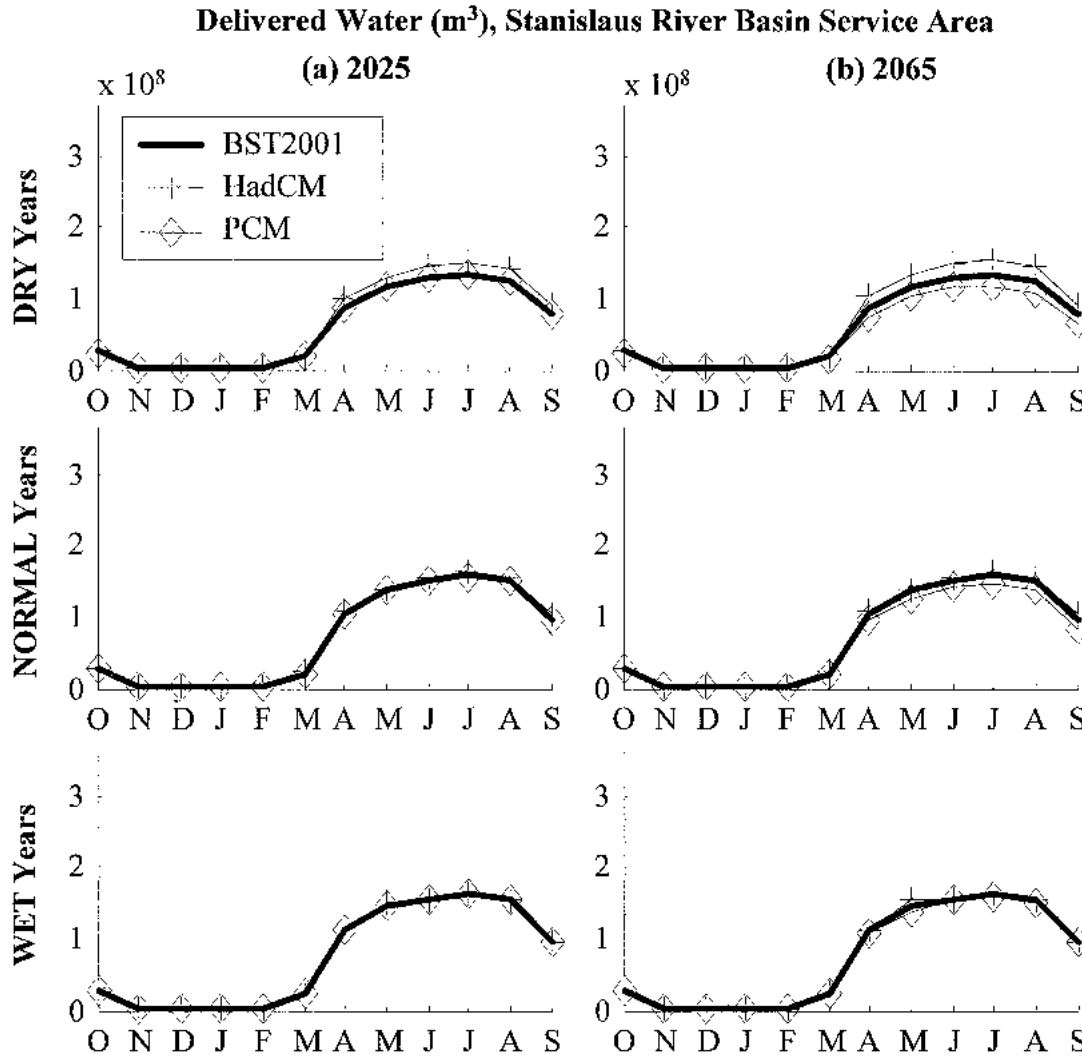 Delivered Water (m³), Stanislaus River Basin Service Area
(a) 2025 (b) 2065
x 10⁸ x 10⁸
BST2001
HadCM
PCM
DRY Years
3 3
2 2
1 1
0 0
O N D J F M A M J J A S O N D J F M A M J J A S
NORMAL Years
3 3
2 2
1 1
0 0
O N D J F M A M J J A S O N D J F M A M J J A S
WET Years
3 3
2 2
1 1
0 0
O N D J F M A M J J A S O N D J F M A M J J A S